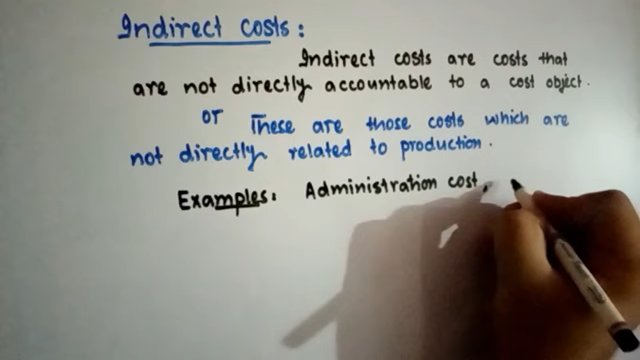 Indirect costs:
Indirect costs are costs that
are not directly accountable to a cost object.
or These are those costs which are
not directly related to production.
Examples: Administration cost,